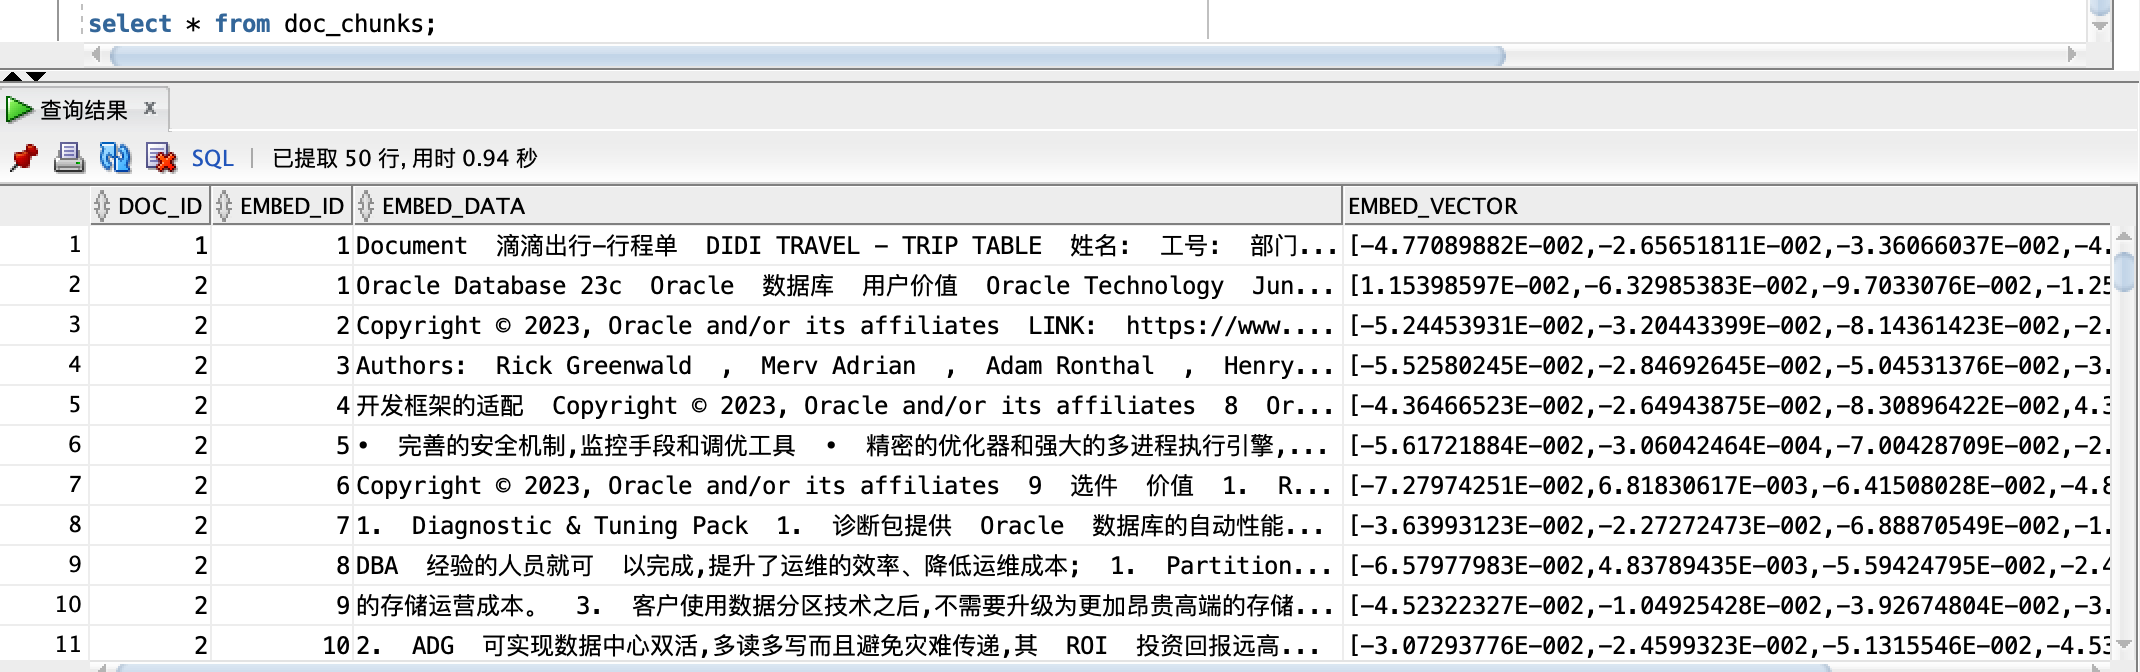 select * from doc_chunks;
查询结果 x
SQL | 已提取 50 行, 用时 0.94 秒
DOC_ID EMBED_ID EMBED_DATA EMBED_VECTOR
1 1 1 Document 滴滴出行-行程单 DIDI TRAVEL - TRIP TABLE 姓名: 工号: 部门... [-4.77089882E-002,-2.65651811E-002,-3.36066037E-002,-4.
2 2 1 Oracle Database 23c Oracle 数据库 用户价值 Oracle Technology Jun... [1.15398597E-002,-6.32985383E-002,-9.7033076E-002,-1.25
3 2 2 Copyright © 2023, Oracle and/or its affiliates LINK: https://www.... [-5.24453931E-002,-3.20443399E-002,-8.14361423E-002,-2.
4 2 3 Authors: Rick Greenwald , Merv Adrian , Adam Ronthal , Henry... [-5.52580245E-002,-2.84692645E-002,-5.04531376E-002,-3.
5 2 4 开发框架的适配 Copyright © 2023, Oracle and/or its affiliates 8 Or... [-4.36466523E-002,-2.64943875E-002,-8.30896422E-002,4.3
6 2 5 • 完善的安全机制,监控手段和调优工具 • 精密的优化器和强大的多进程执行引擎,... [-5.61721884E-002,-3.06042464E-004,-7.00428709E-002,-2.
7 2 6 Copyright © 2023, Oracle and/or its affiliates 9 选件 价值 1. R... [-7.27974251E-002,6.81830617E-003,-6.41508028E-002,-4.8
8 2 7 1. Diagnostic & Tuning Pack 1. 诊断包提供 Oracle 数据库的自动性能... [-3.63993123E-002,-2.27272473E-002,-6.88870549E-002,-1.
9 2 8 DBA 经验的人员就可 以完成,提升了运维的效率、降低运维成本; 1. Partition... [-6.57977983E-002,4.83789435E-003,-5.59424795E-002,-2.4
10 2 9 的存储运营成本。 3. 客户使用数据分区技术之后,不需要升级为更加昂贵高端的存储... [-4.52322327E-002,-1.04925428E-002,-3.92674804E-002,-3.
11 2 10 2. ADG 可实现数据中心双活,多读多写而且避免灾难传递,其 ROI 投资回报远高... [-3.07293776E-002,-2.4599323E-002,-5.1315546E-002,-4.53